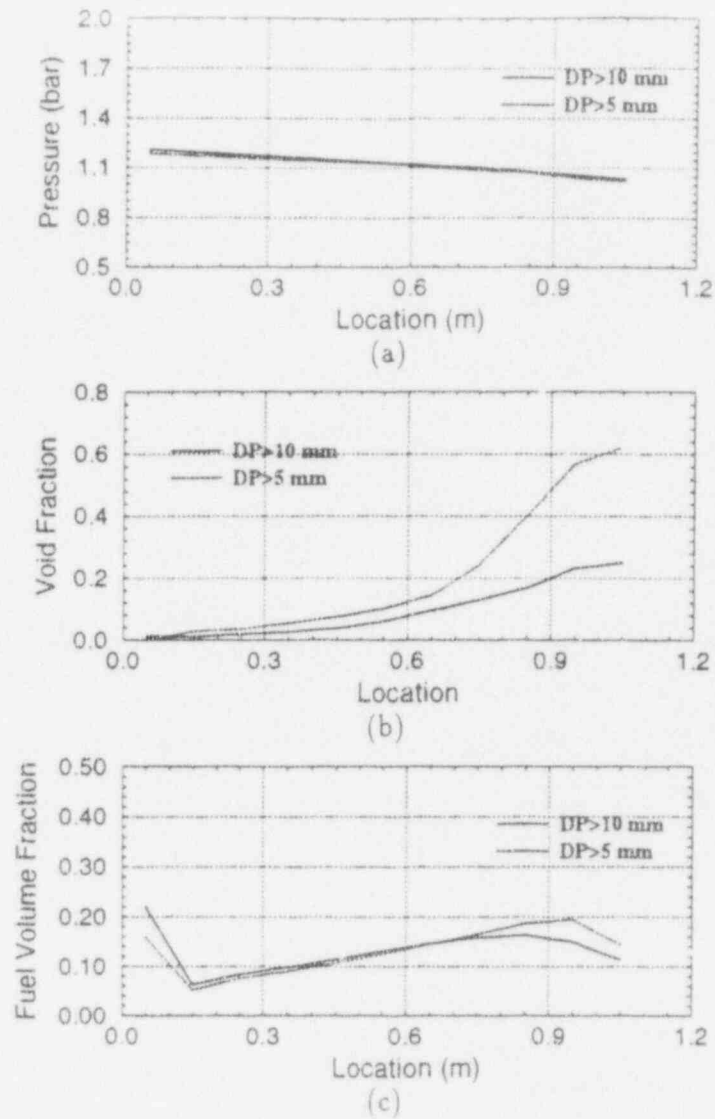 2.0
1.7
1.4
1.1
0.8
0.5
Pressure (bar)
DP>10 mm
DP>5 mm
0.0 0.3 0.6 0.9 1.2
Location (m)
(a)
0.8
0.6
0.4
0.2
0.0
Void Fraction
DP>10 mm
DP>5 mm
0.0 0.3 0.6 0.9 1.2
Location
(b)
0.50
0.40
0.30
0.20
0.10
0.00
Fuel Volume Fraction
DP>10 mm
DP>5 mm
0.0 0.3 0.6 0.9 1.2
Location (m)
(c)